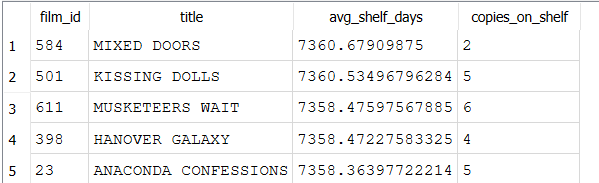 film_id title avg_shelf_days copies_on_shelf
1 584 MIXED DOORS 7360.67909875 2
2 501 KISSING DOLLS 7360.53496796284 5
3 611 MUSKETEERS WAIT 7358.47597567885 6
4 398 HANOVER GALAXY 7358.47227583325 4
5 23 ANACONDA CONFESSIONS 7358.36397722214 5